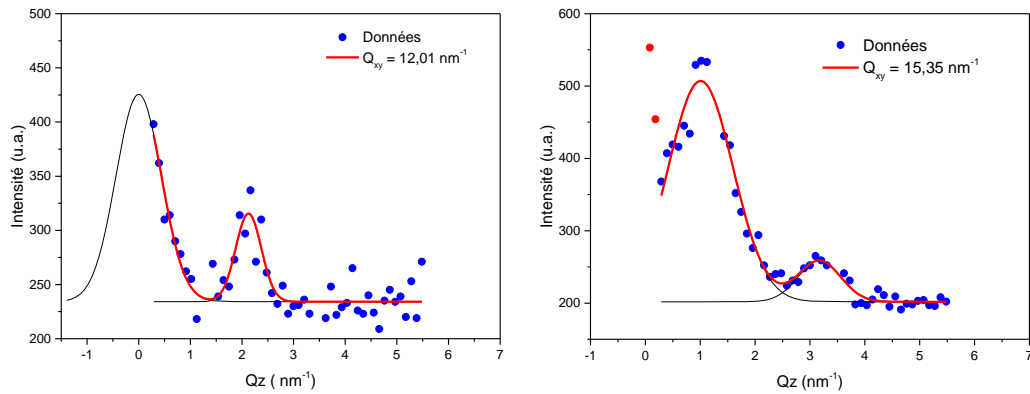 500
450
400
350
300
250
200
Intensité (u.a.)
Données
Qxy = 12,01 nm-1
-1 0 1 2 3 4 5 6 7
Qz ( nm-1)
600
500
400
300
200
Intensité (u.a.)
Données
Qxy = 15,35 nm-1
-1 0 1 2 3 4 5 6 7
Qz (nm-1)